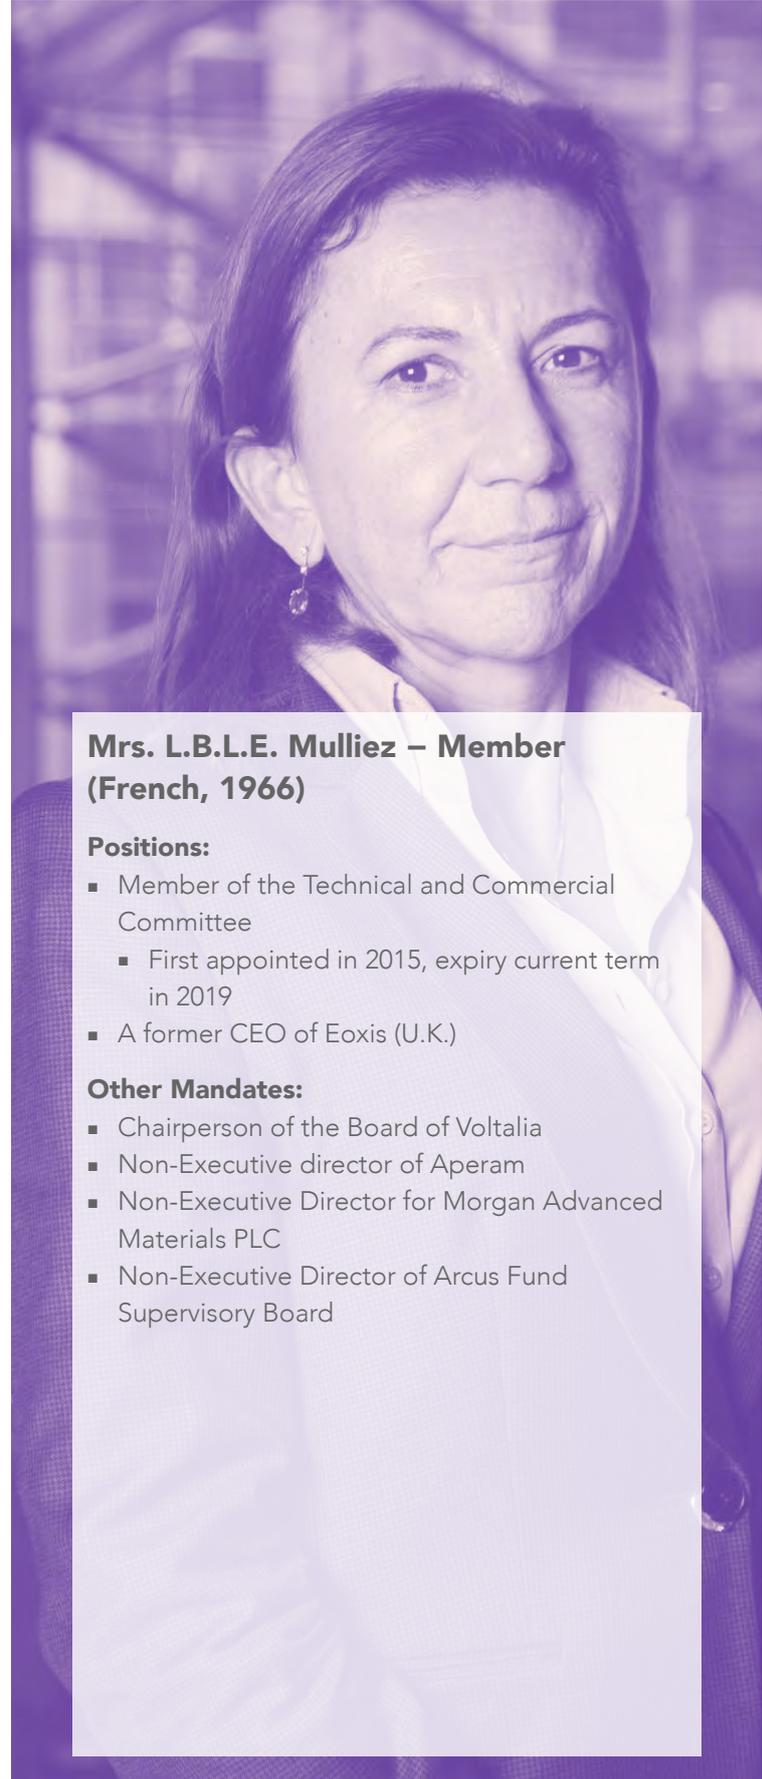 Mrs. L.B.L.E. Mulliez – Member
(French, 1966)
Positions:
▪ Member of the Technical and Commercial
Committee
▪ First appointed in 2015, expiry current term
in 2019
▪ A former CEO of Eoxis (U.K.)
Other Mandates:
▪ Chairperson of the Board of Voltalia
▪ Non-Executive director of Aperam
▪ Non-Executive Director for Morgan Advanced
Materials PLC
▪ Non-Executive Director of Arcus Fund
Supervisory Board